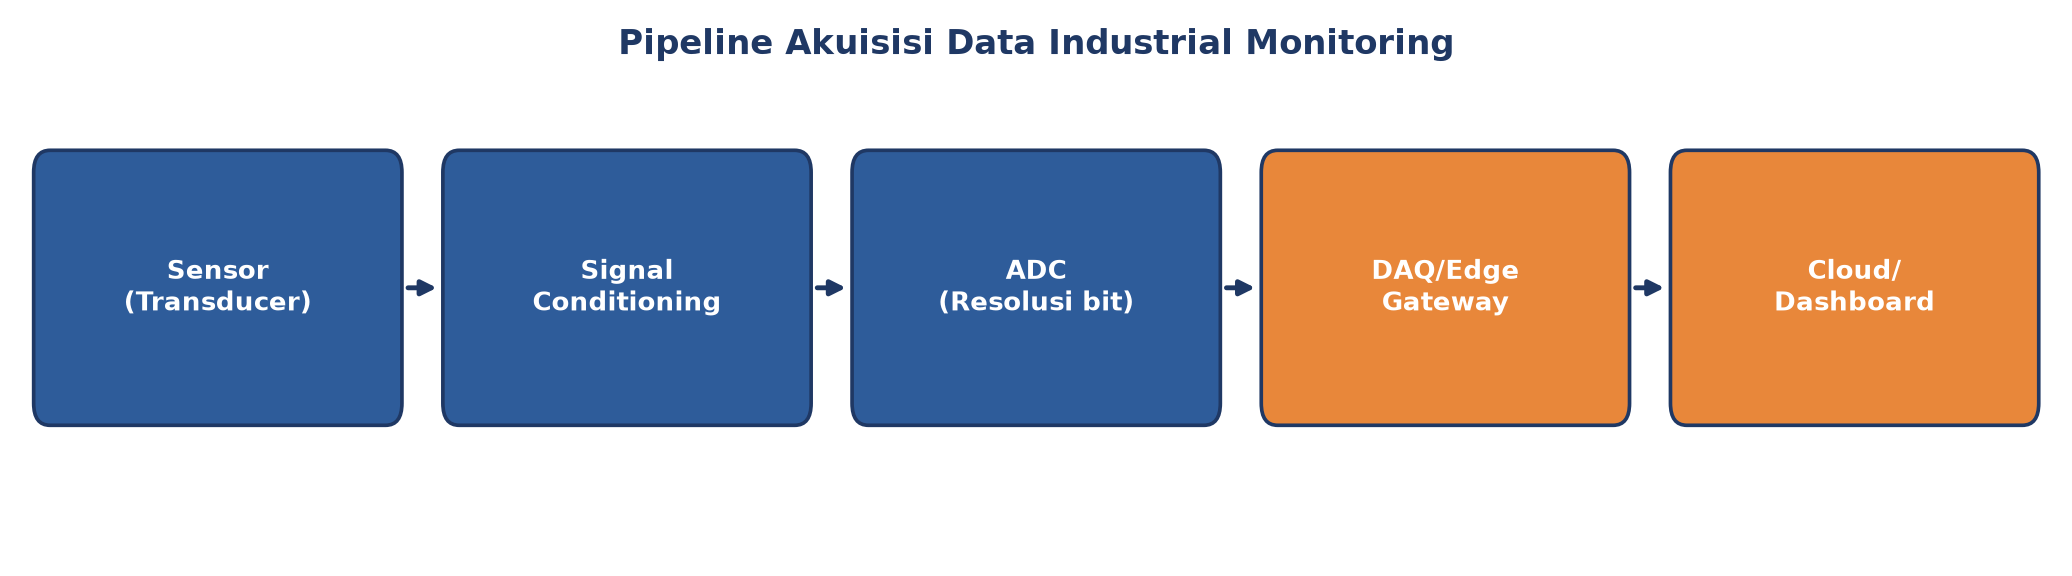 Pipeline Akuisisi Data Industrial Monitoring
Sensor
(Transducer)
Signal
Conditioning
ADC
(Resolusi bit)
DAQ/Edge
Gateway
Cloud/
Dashboard